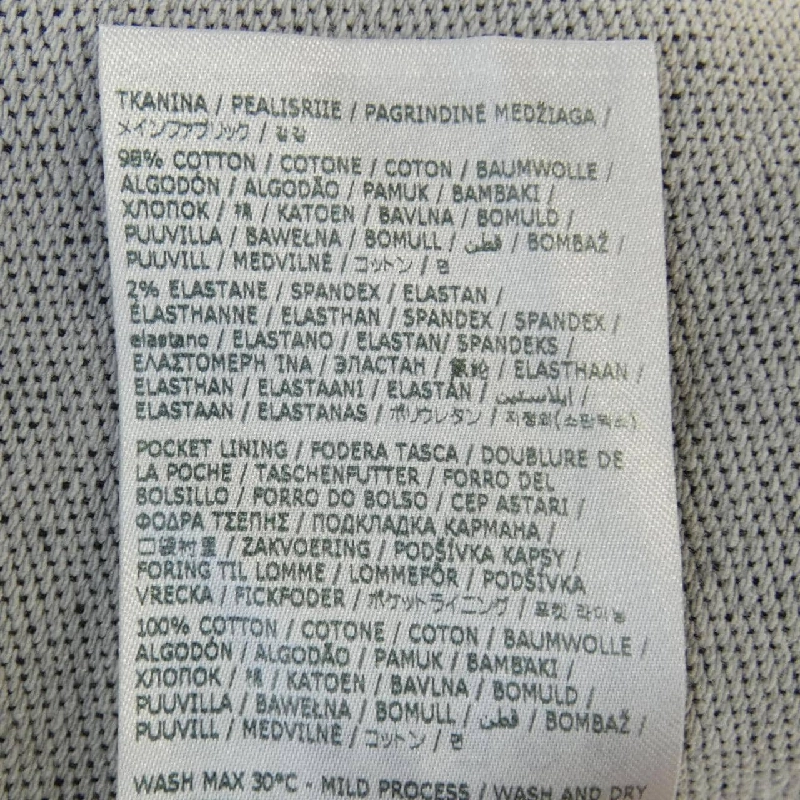 TKANINA / PEALISRIIE / PAGRINDINĖ MEDŽIAGA /
メインファブリック / 겉감
98% COTTON / COTONE / COTON / BAUMWOLLE /
ALGODÓN / ALGODÃO / PAMUK / BAMBAKI /
ХЛОПОК / 棉 / KATOEN / BAVLNA / BOMULD /
PUUVILLA / BAWEŁNA / BOMULL / قطن / BOMBAŽ /
PUUVILL / MEDVILNĖ / コットン / 면
2% ELASTANE / SPANDEX / ELASTAN /
ÉLASTHANNE / ELASTHAN / SPANDEX / SPANDEX /
elastano / ELASTANO / ELASTAN/ SPANDEKS /
ΕΛΑΣΤΟΜΕΡΗ ΊΝΑ / ЭЛАСТАН / 氨纶 / ELASTHAAN /
ELASTHAN / ELASTAANI / ELASTAN / ايلاستين /
ELASTAAN / ELASTANAS / ポリウレタン / 폴리우레탄(스판덱스)
POCKET LINING / FODERA TASCA / DOUBLURE DE
LA POCHE / TASCHENFUTTER / FORRO DEL
BOLSILLO / FORRO DO BOLSO / CEP ASTARI /
ΦΟΔΡΑ ΤΣΕΠΗΣ / ПОДКЛАДКА КАРМАНА /
口袋衬里 / ZAKVOERING / PODŠÍVKA KAPSY /
FORING TIL LOMME / LOMMEFÔR / PODŠÍVKA
VRECKA / FICKFODER / ポケットライニング / 포켓 라이닝
100% COTTON / COTONE / COTON / BAUMWOLLE /
ALGODÓN / ALGODÃO / PAMUK / BAMBAKI /
ХЛОПОК / 棉 / KATOEN / BAVLNA / BOMULD /
PUUVILLA / BAWEŁNA / BOMULL / قطن / BOMBAŽ /
PUUVILL / MEDVILNĖ / コットン / 면
WASH MAX 30°C - MILD PROCESS / WASH AND DRY